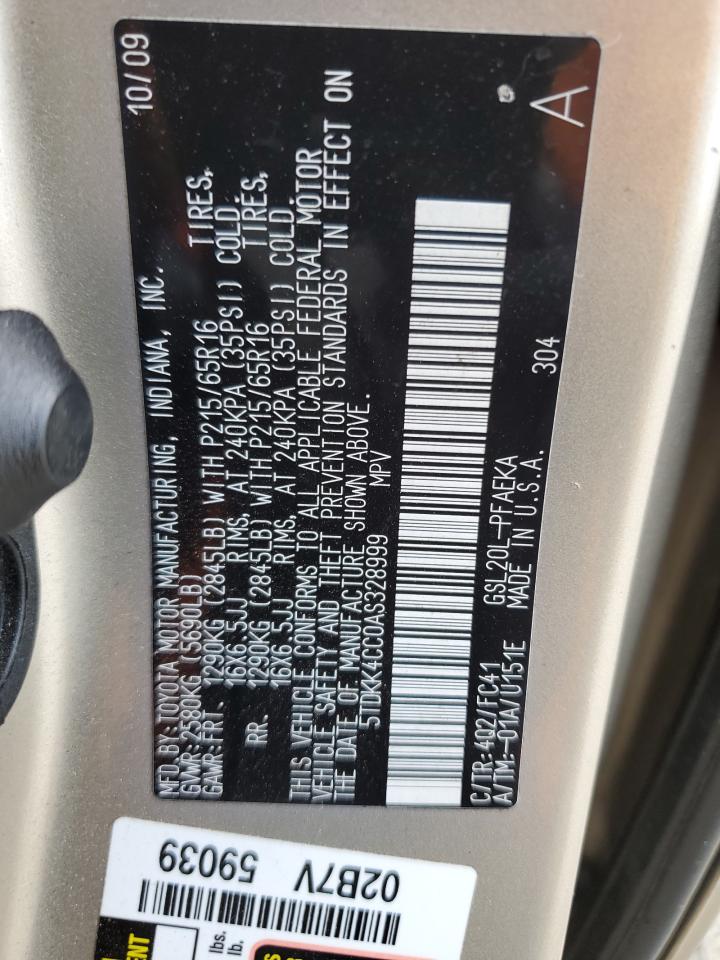 MFD. BY: TOYOTA MOTOR MANUFACTURING, INDIANA, INC. 10/09
GVWR: 2580KG (5690LB)
GAWR: FRT. 1290KG (2845LB) WITH P215/65R16 TIRES,
16X6.5JJ RIMS, AT 240KPA (35PSI) COLD.
RR. 1290KG (2845LB) WITH P215/65R16 TIRES,
16X6.5JJ RIMS, AT 240KPA (35PSI) COLD.
THIS VEHICLE CONFORMS TO ALL APPLICABLE FEDERAL MOTOR
VEHICLE SAFETY AND THEFT PREVENTION STANDARDS IN EFFECT ON
THE DATE OF MANUFACTURE SHOWN ABOVE.
5TDKK4CC0AS328999 MPV
C/TR: 4Q2/FC41 GSL20L-PFAEKA 304 A
A/TM: -01A/U151E MADE IN U.S.A.
02B7V 59039
lbs.
lb.